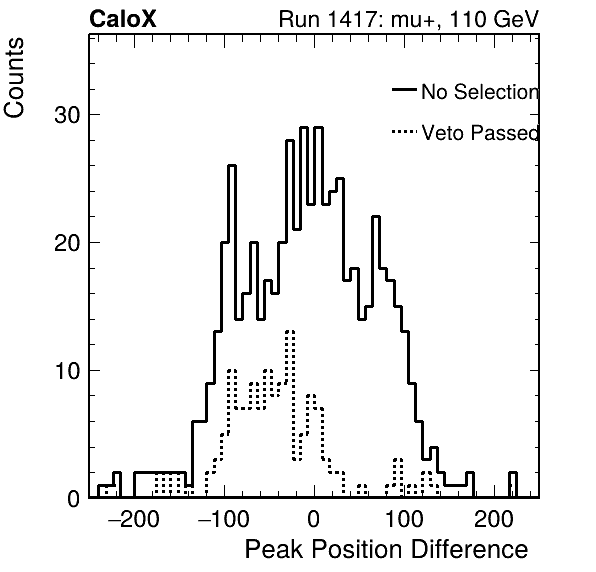 CaloX Run 1417: mu+, 110 GeV
Counts
No Selection
Veto Passed
30
20
10
0
−200 −100 0 100 200
Peak Position Difference